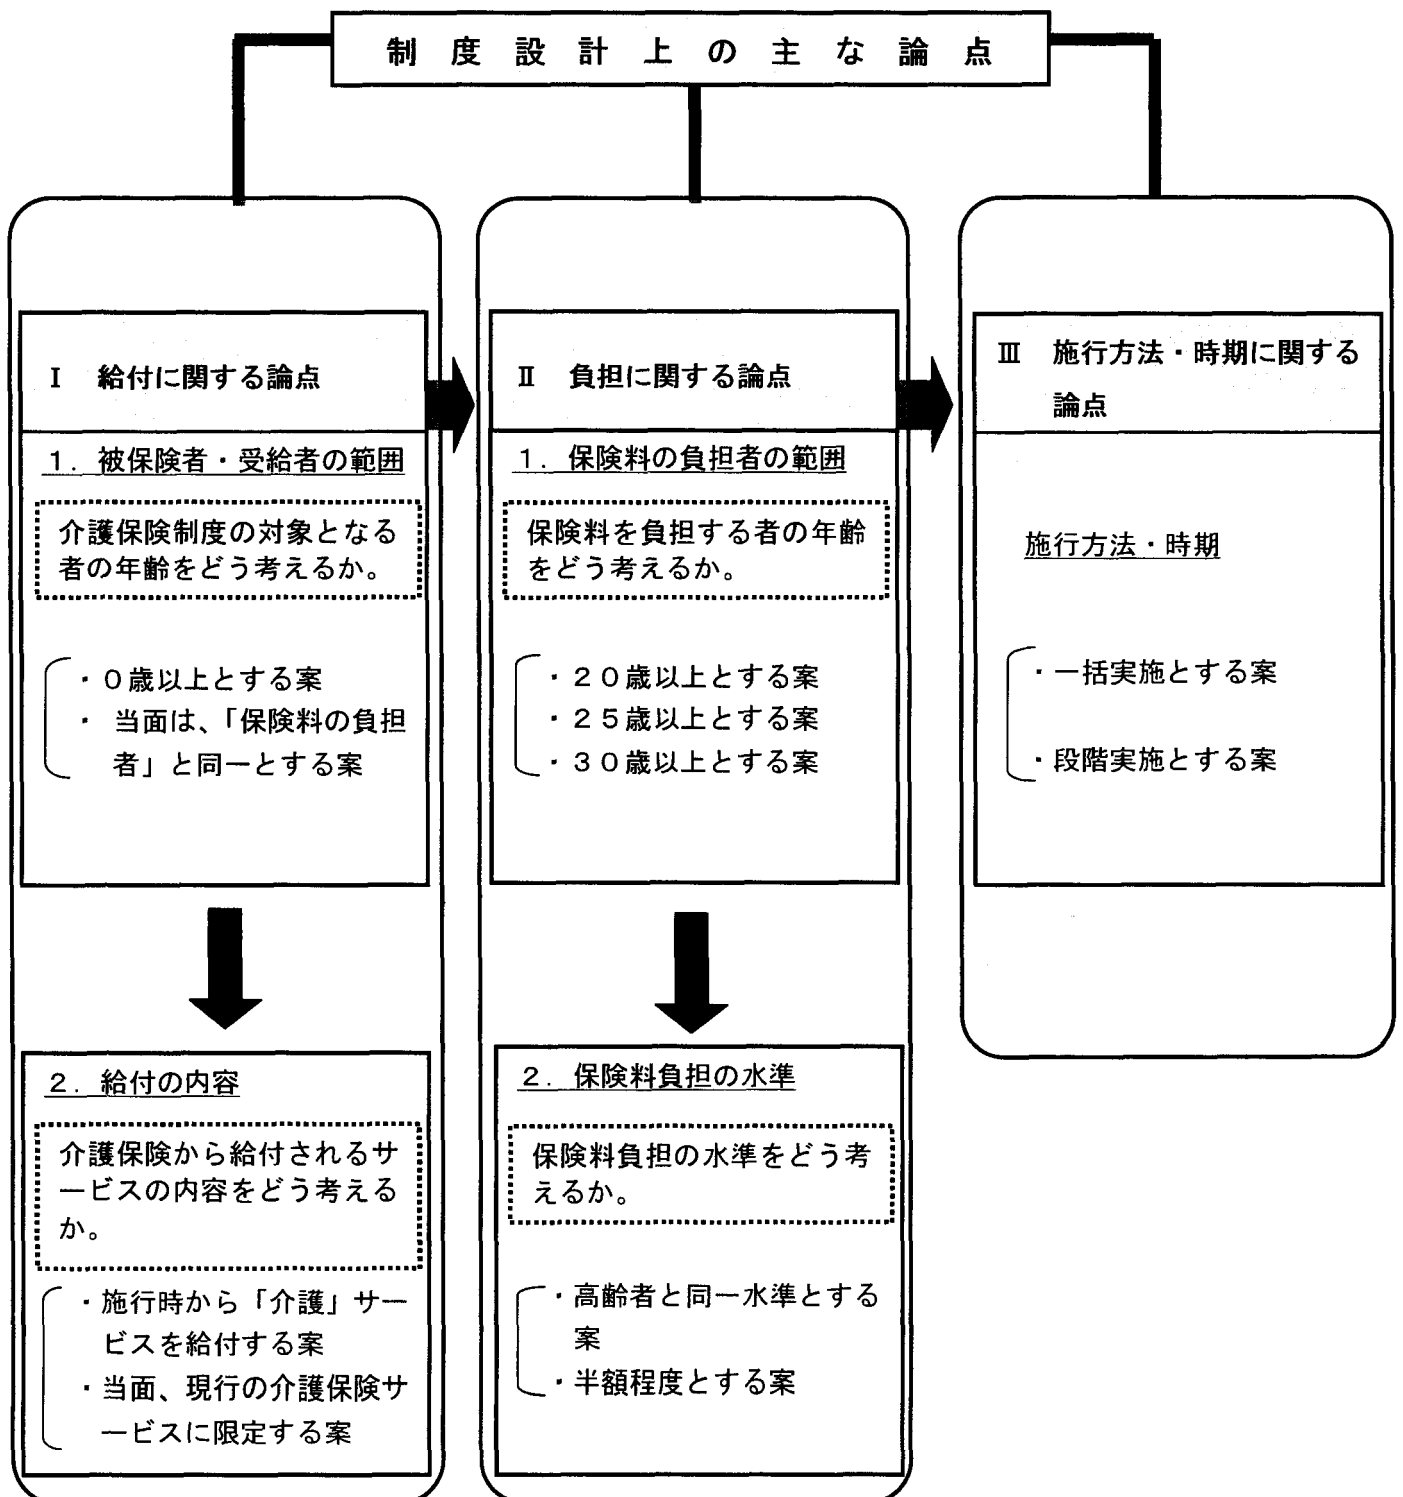 制度設計上の主な論点
Ⅰ 給付に関する論点
1．被保険者・受給者の範囲
介護保険制度の対象となる
者の年齢をどう考えるか。
・０歳以上とする案
・ 当面は、「保険料の負担
者」と同一とする案
2．給付の内容
介護保険から給付されるサ
ービスの内容をどう考える
か。
・施行時から「介護」サー
ビスを給付する案
・当面、現行の介護保険サ
ービスに限定する案
Ⅱ 負担に関する論点
1．保険料の負担者の範囲
保険料を負担する者の年齢
をどう考えるか。
・２０歳以上とする案
・２５歳以上とする案
・３０歳以上とする案
2．保険料負担の水準
保険料負担の水準をどう考
えるか。
・高齢者と同一水準とする
案
・半額程度とする案
Ⅲ 施行方法・時期に関する
論点
施行方法・時期
・一括実施とする案
・段階実施とする案